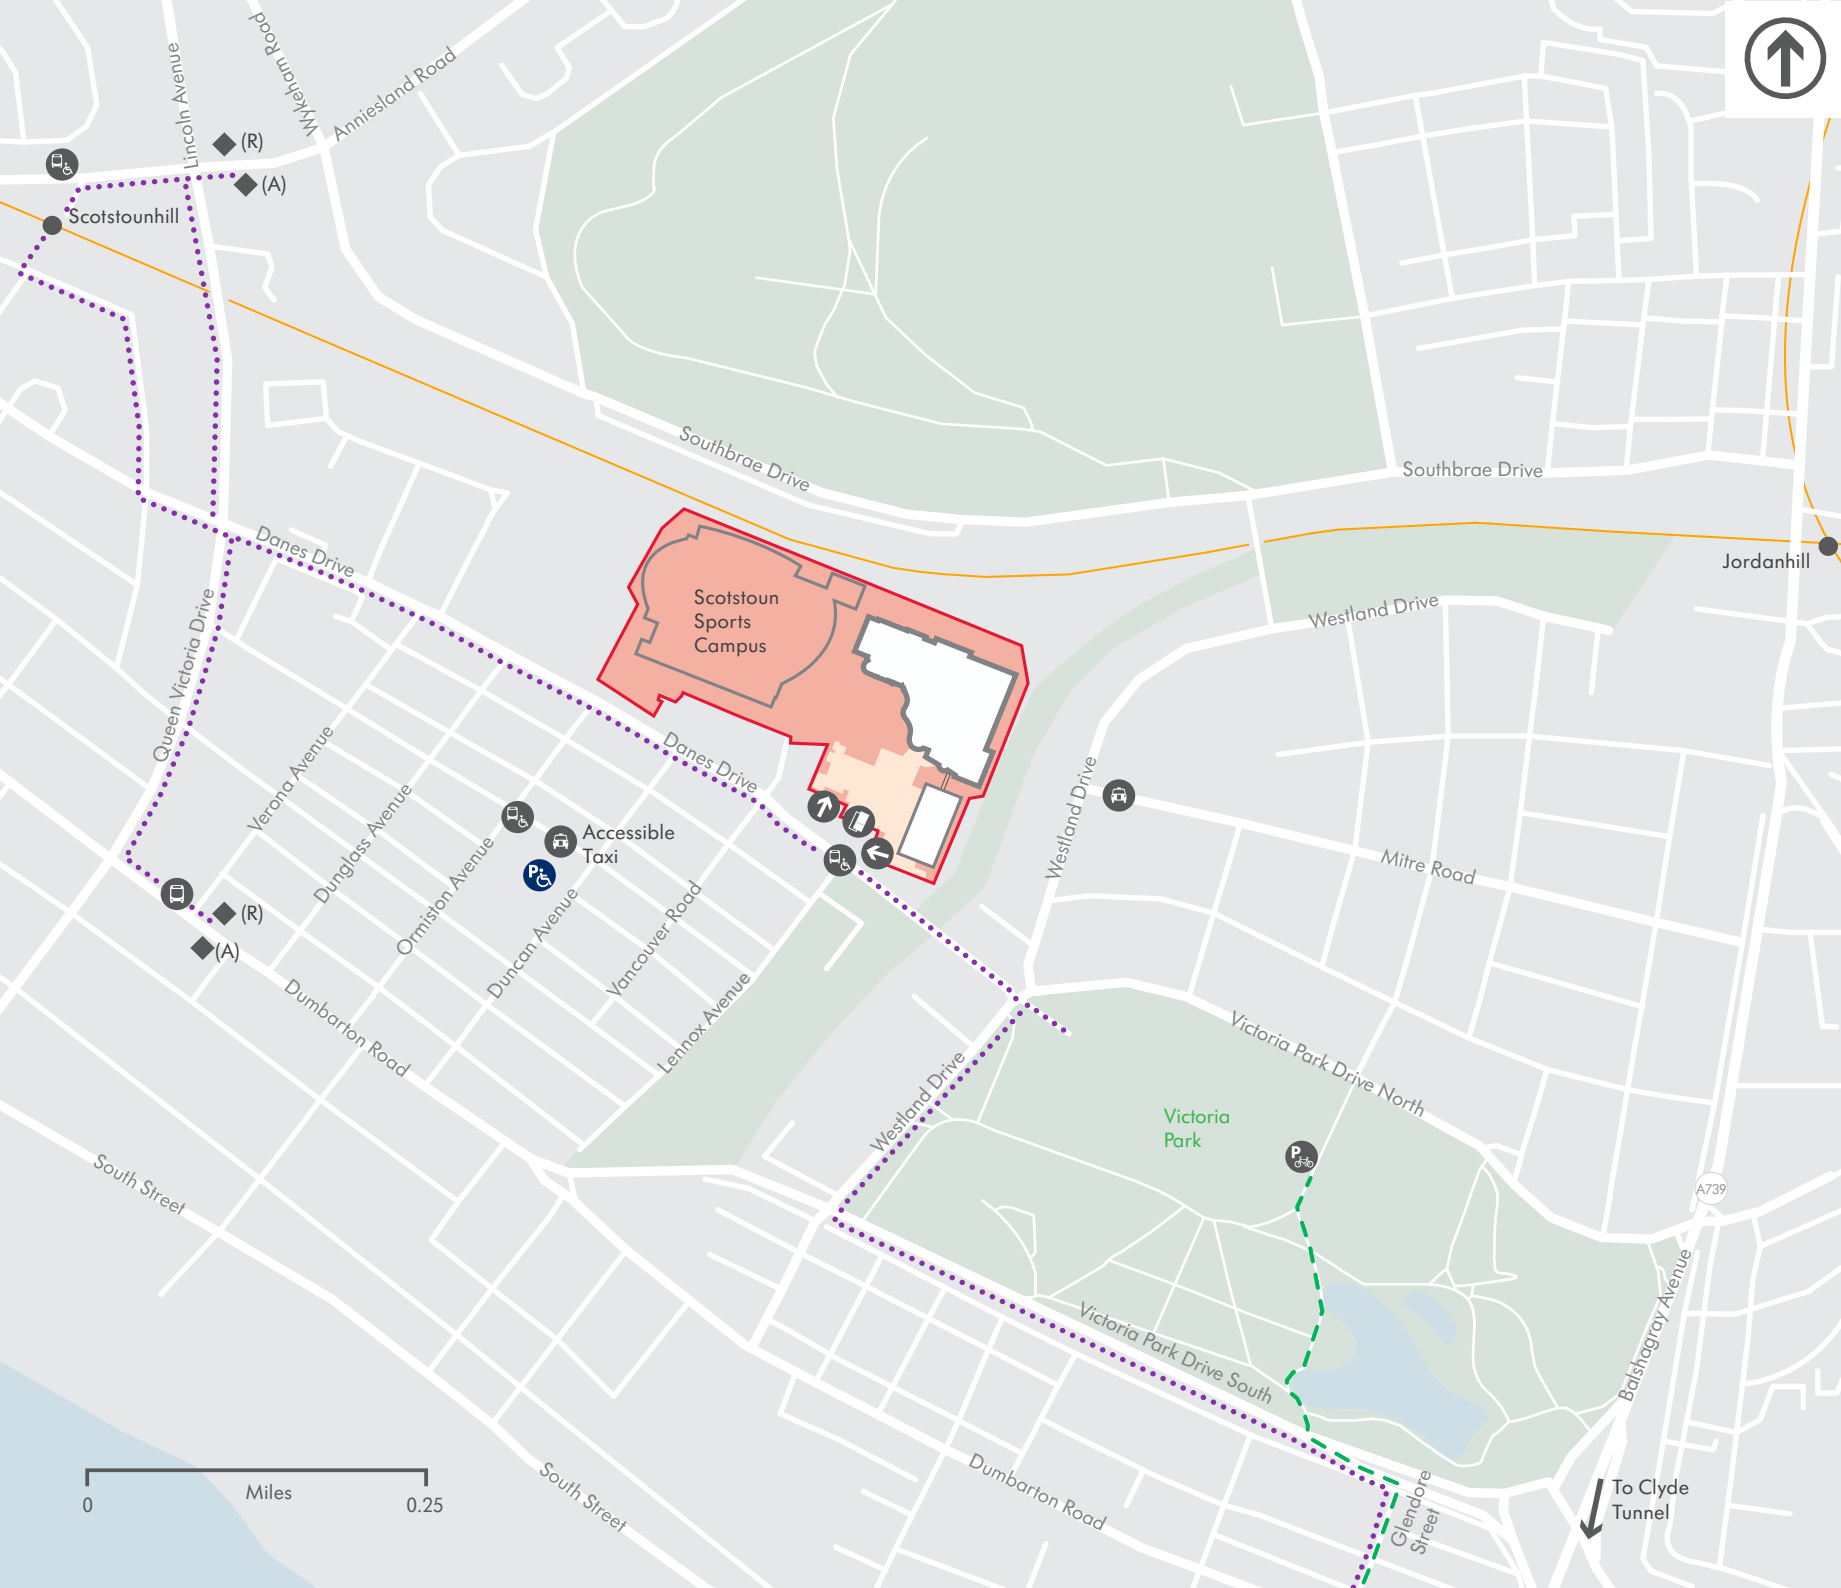 Wykeham Road
Lincoln Avenue
Anniesland Road
(R)
(A)
Scotstounhill
Southbrae Drive
Southbrae Drive
Danes Drive
Jordanhill
Scotstoun
Sports
Campus
Westland Drive
Queen Victoria Drive
Verona Avenue
Danes Drive
Dunglass Avenue
Westland Drive
Accessible
Taxi
P
Ormiston Avenue
Mitre Road
Duncan Avenue
Vancouver Road
(R)
(A)
Lennox Avenue
Dumbarton Road
Victoria Park Drive North
Westland Drive
Victoria
Park
P
South Street
A739
Balshagray Avenue
Victoria Park Drive South
Dumbarton Road
South Street
Glendore
Street
To Clyde
Tunnel
Miles
0
0.25